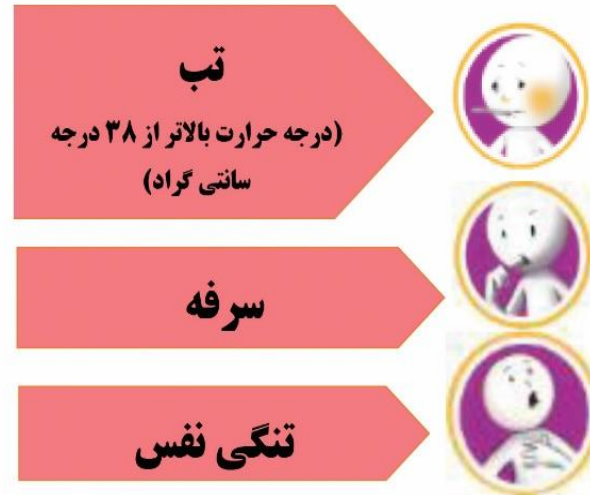 تب
(درجه حرارت بالاتر از ۳۸ درجه
سانتی گراد)
سرفه
تنگی نفس